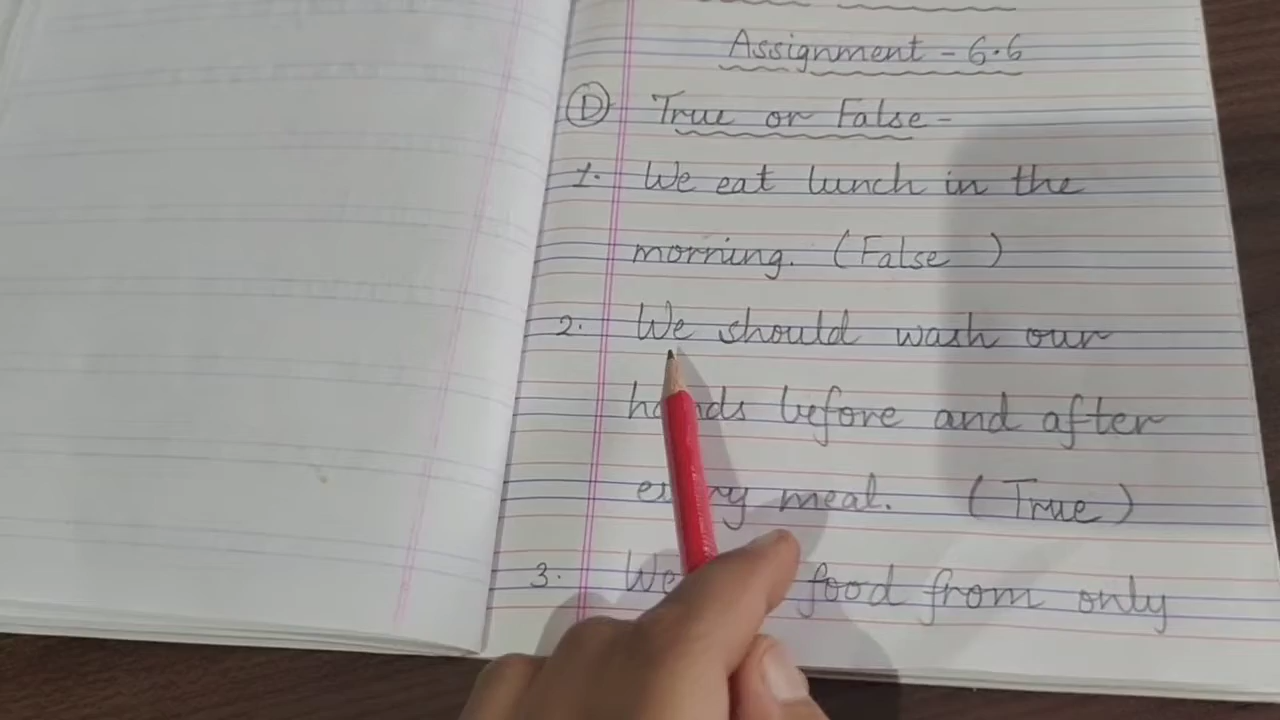 Assignment - 6.6
D True or False -
1. We eat lunch in the
morning. (False )
2. We should wash our
hands before and after
every meal. (True)
3. We food from only